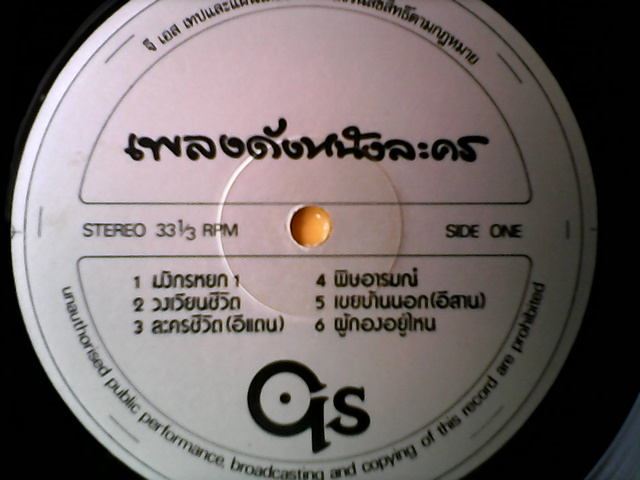 จี เอส เทปและแผ่นเสียง
สิทธิ์ตามกฎหมาย
เพลงดังหนังละคร
STEREO 33 1/3 RPM
SIDE ONE
1 มังกรหยก 1
2 วงเวียนชีวิต
3 ละครชีวิต (อีแตน)
4 พิษอารมณ์
5 เขยบ้านนอก (อีสาน)
6 ผู้กองอยู่ไหน
GS
unauthorised public performance, broadcasting and copying of this record are prohibited